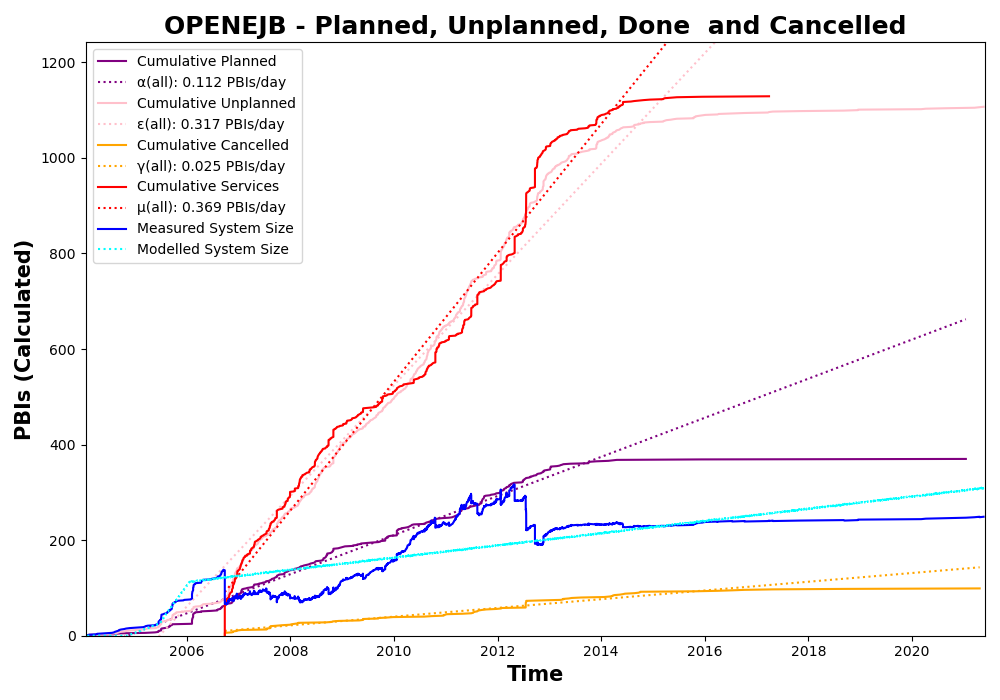 OPENEJB - Planned, Unplanned, Done  and Cancelled
PBIs (Calculated)
1200
1000
800
600
400
200
0
Cumulative Planned
α(all): 0.112 PBIs/day
Cumulative Unplanned
ε(all): 0.317 PBIs/day
Cumulative Cancelled
γ(all): 0.025 PBIs/day
Cumulative Services
μ(all): 0.369 PBIs/day
Measured System Size
Modelled System Size
2006 2008 2010 2012 2014 2016 2018 2020
Time